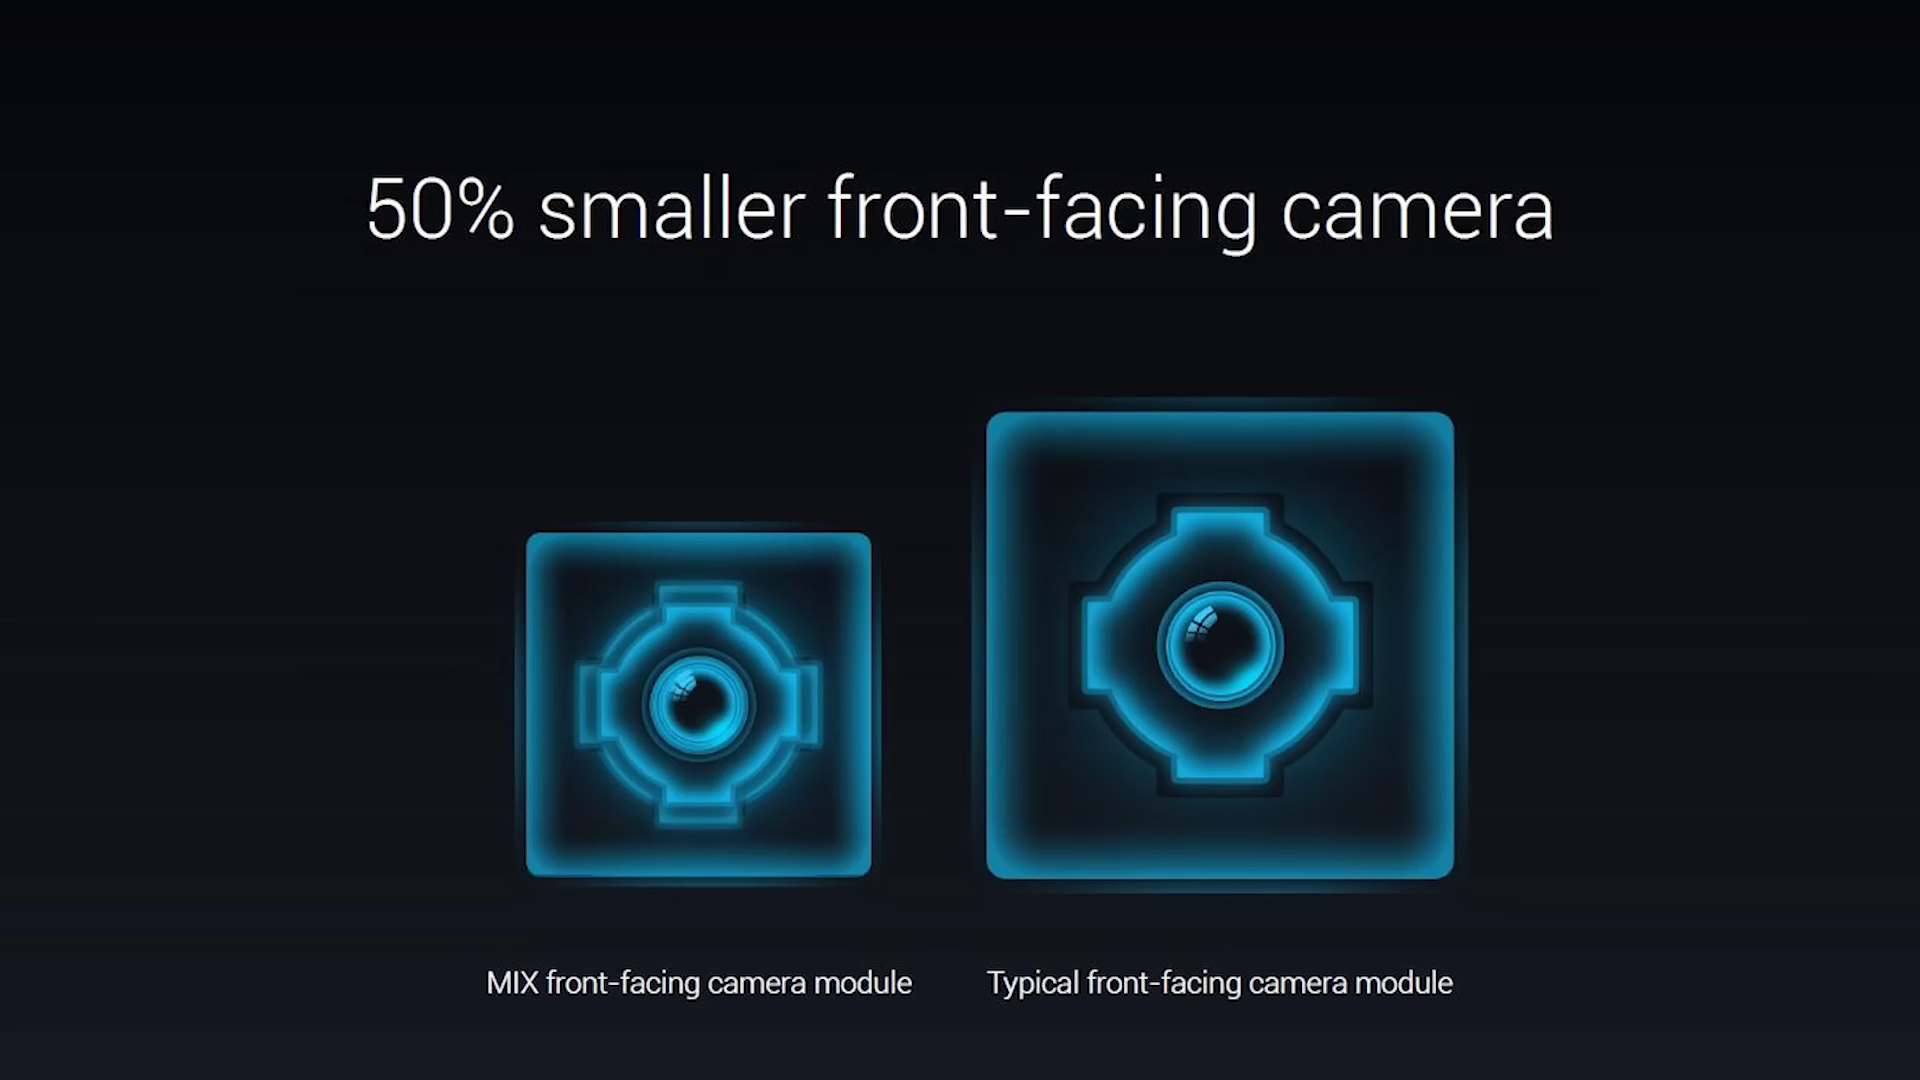 50% smaller front-facing camera
MIX front-facing camera module
Typical front-facing camera module